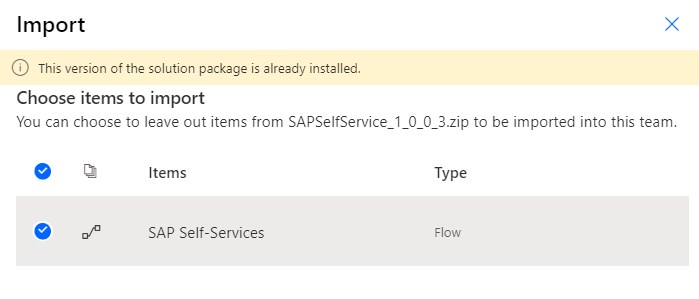 Import
This version of the solution package is already installed.
Choose items to import
You can choose to leave out items from SAPSelfService_1_0_0_3.zip to be imported into this team.
Items Type
SAP Self-Services Flow